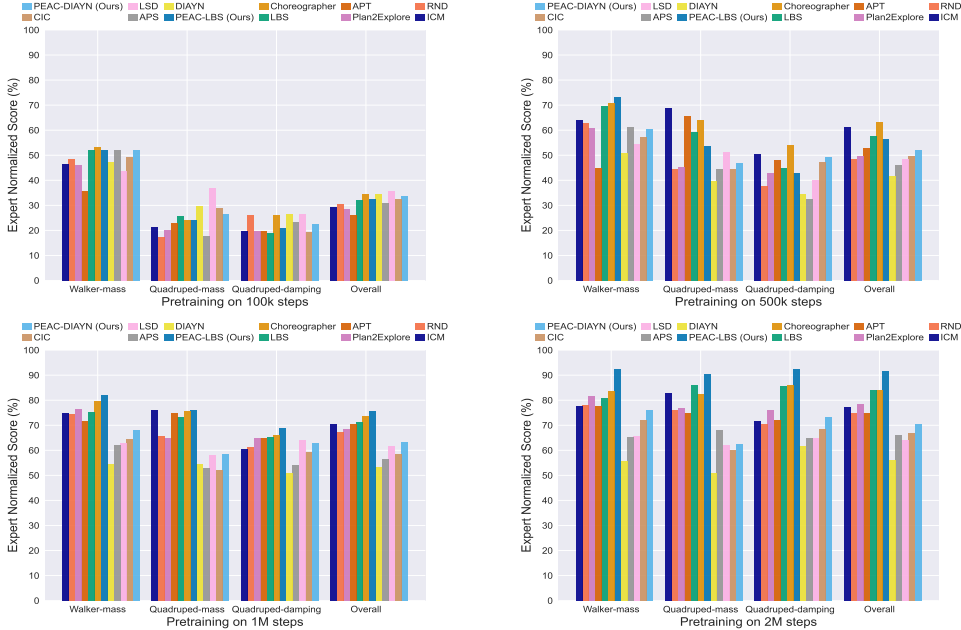 PEAC-DIAYN (Ours) LSD DIAYN Choreographer APT RND
CIC APS PEAC-LBS (Ours) LBS Plan2Explore ICM
Expert Normalized Score (%)
100
90
80
70
60
50
40
30
20
10
0
Walker-mass Quadruped-mass Quadruped-damping Overall
Pretraining on 100k steps
PEAC-DIAYN (Ours) LSD DIAYN Choreographer APT RND
CIC APS PEAC-LBS (Ours) LBS Plan2Explore ICM
Expert Normalized Score (%)
100
90
80
70
60
50
40
30
20
10
0
Walker-mass Quadruped-mass Quadruped-damping Overall
Pretraining on 500k steps
PEAC-DIAYN (Ours) LSD DIAYN Choreographer APT RND
CIC APS PEAC-LBS (Ours) LBS Plan2Explore ICM
Expert Normalized Score (%)
100
90
80
70
60
50
40
30
20
10
0
Walker-mass Quadruped-mass Quadruped-damping Overall
Pretraining on 1M steps
PEAC-DIAYN (Ours) LSD DIAYN Choreographer APT RND
CIC APS PEAC-LBS (Ours) LBS Plan2Explore ICM
Expert Normalized Score (%)
100
90
80
70
60
50
40
30
20
10
0
Walker-mass Quadruped-mass Quadruped-damping Overall
Pretraining on 2M steps